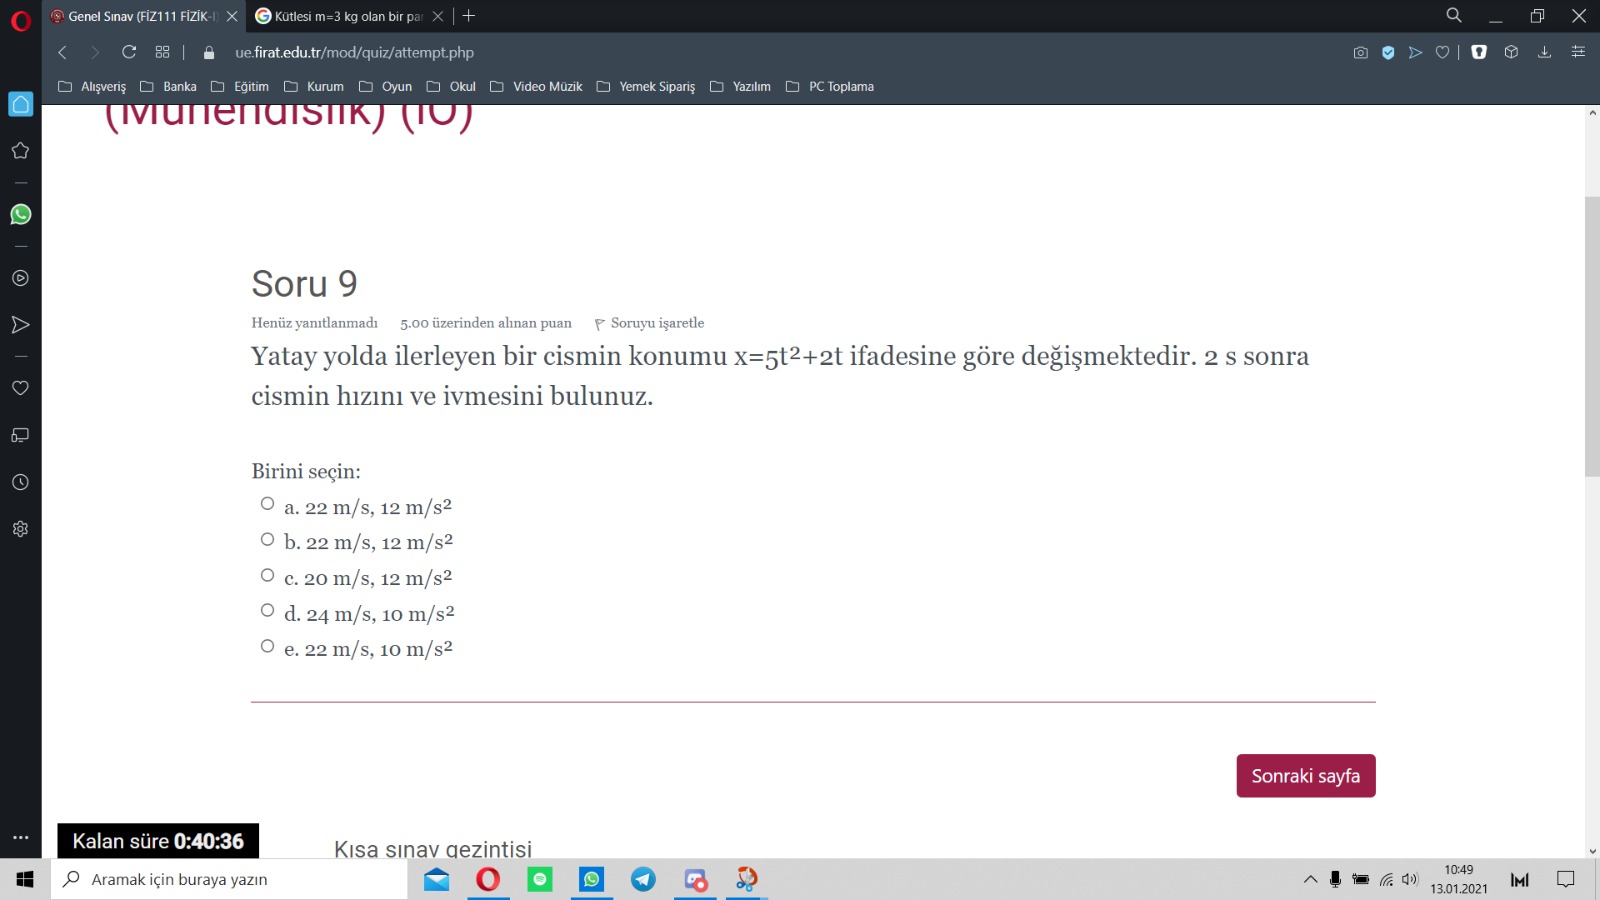 Genel Sınav (FİZ111 FİZİK-I)
Kütlesi m=3 kg olan bir par
ue.firat.edu.tr/mod/quiz/attempt.php
Alışveriş
Banka
Eğitim
Kurum
Oyun
Okul
Video Müzik
Yemek Sipariş
Yazılım
PC Toplama
(Mühendislik) (İÖ)
Soru 9
Henüz yanıtlanmadı 5.00 üzerinden alınan puan Soruyu işaretle
Yatay yolda ilerleyen bir cismin konumu x=5t²+2t ifadesine göre değişmektedir. 2 s sonra
cismin hızını ve ivmesini bulunuz.
Birini seçin:
a. 22 m/s, 12 m/s²
b. 22 m/s, 12 m/s²
c. 20 m/s, 12 m/s²
d. 24 m/s, 10 m/s²
e. 22 m/s, 10 m/s²
Sonraki sayfa
Kalan süre 0:40:36
Kısa sınav gezintisi
Aramak için buraya yazın
10:49
13.01.2021